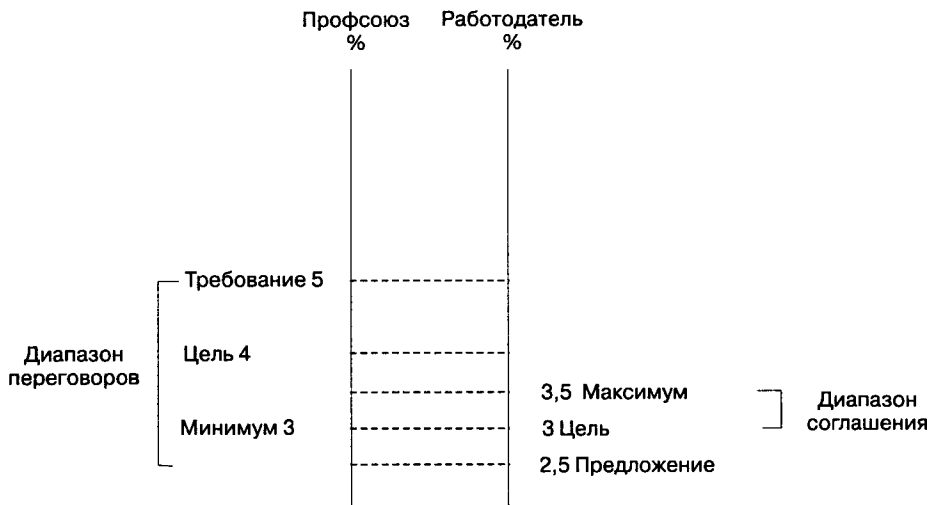 Профсоюз Работодатель
% %
Требование 5
Диапазон
переговоров
Цель 4
3,5 Максимум
Диапазон
соглашения
Минимум 3
3 Цель
2,5 Предложение